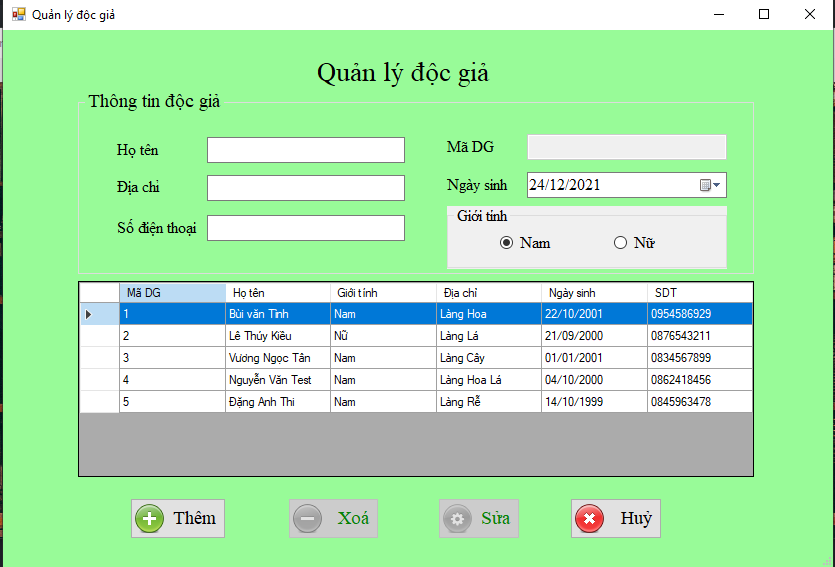 Quản lý độc giả
Quản lý độc giả
Thông tin độc giả
Họ tên
Mã DG
Địa chỉ
Ngày sinh 24/12/2021
Giới tính
Số điện thoại
Nam Nữ
Mã DG Họ tên Giới tính Địa chỉ Ngày sinh SDT
1 Bùi văn Tình Nam Làng Hoa 22/10/2001 0954586929
2 Lê Thúy Kiều Nữ Làng Lá 21/09/2000 0876543211
3 Vương Ngọc Tân Nam Làng Cây 01/01/2001 0834567899
4 Nguyễn Văn Test Nam Làng Hoa Lá 04/10/2000 0862418456
5 Đặng Anh Thi Nam Làng Rễ 14/10/1999 0845963478
Thêm Xoá Sửa Huỷ